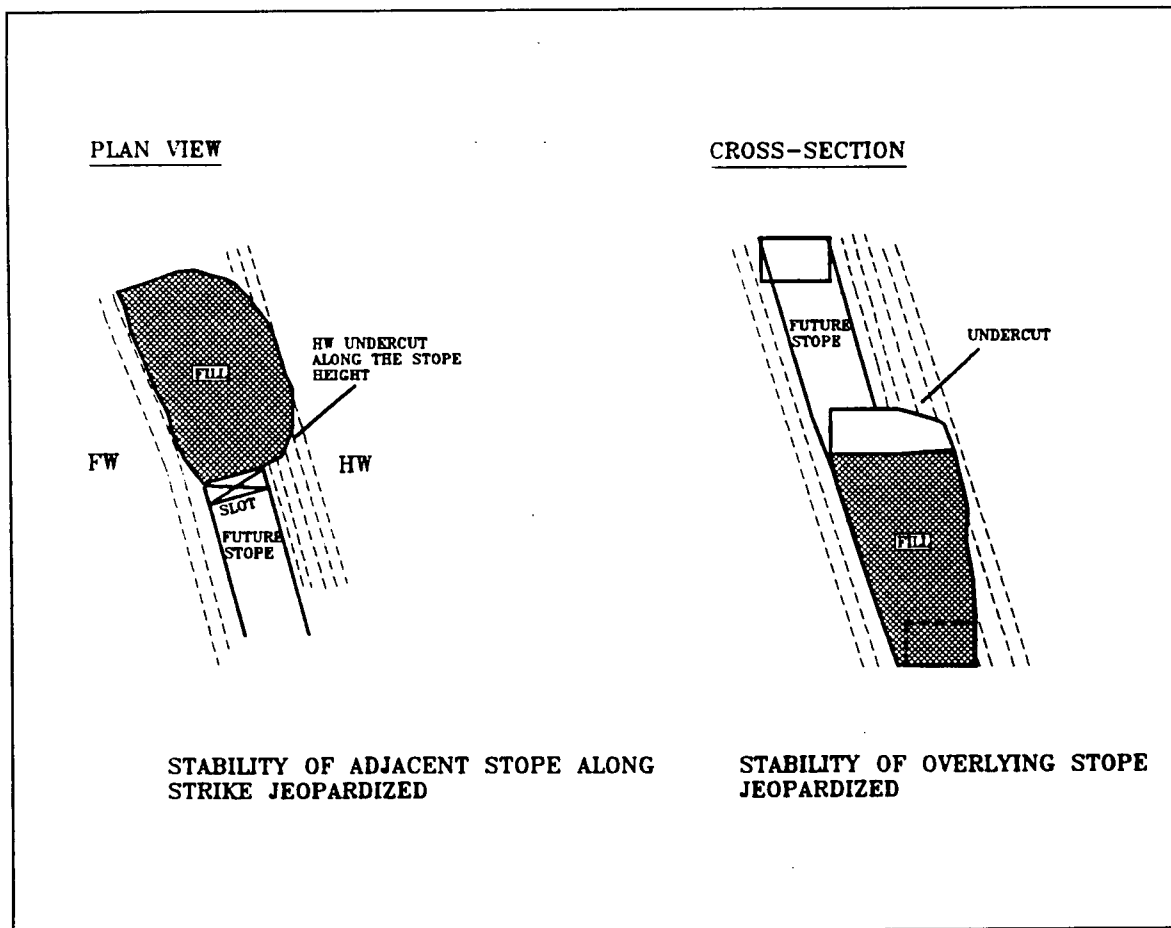 PLAN VIEW
HW UNDERCUT
ALONG THE STOPE
HEIGHT
FILL
FW
HW
SLOT
FUTURE
STOPE
STABILITY OF ADJACENT STOPE ALONG
STRIKE JEOPARDIZED
CROSS-SECTION
FUTURE
STOPE
UNDERCUT
FILL
STABILITY OF OVERLYING STOPE
JEOPARDIZED